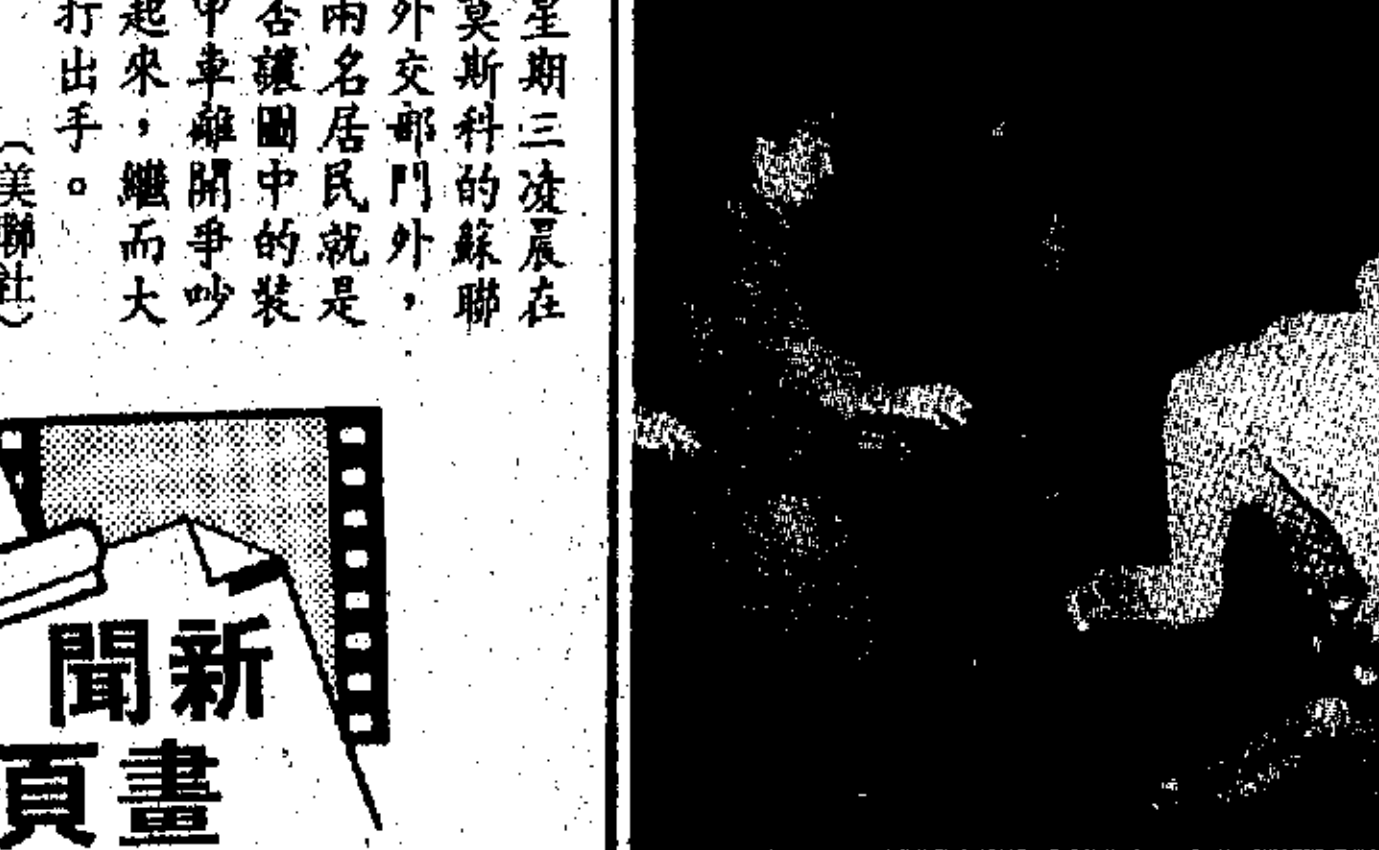 星期三凌晨在
莫斯科的蘇聯
外交部門外，
兩名居民就是
否讓圖中的裝
甲車離開爭吵
起來，繼而大
打出手。
（美聯社）
新聞
畫頁